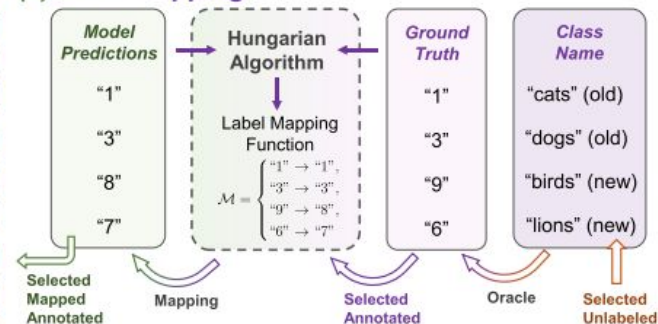 Model
Predictions
“1”
“3”
“8”
“7”
Hungarian
Algorithm
Label Mapping
Function
ℳ = { “1” → “1”,
“3” → “3”,
“9” → “8”,
“6” → “7”
Ground
Truth
“1”
“3”
“9”
“6”
Class
Name
“cats” (old)
“dogs” (old)
“birds” (new)
“lions” (new)
Selected
Mapped
Annotated
Mapping
Selected
Annotated
Oracle
Selected
Unlabeled